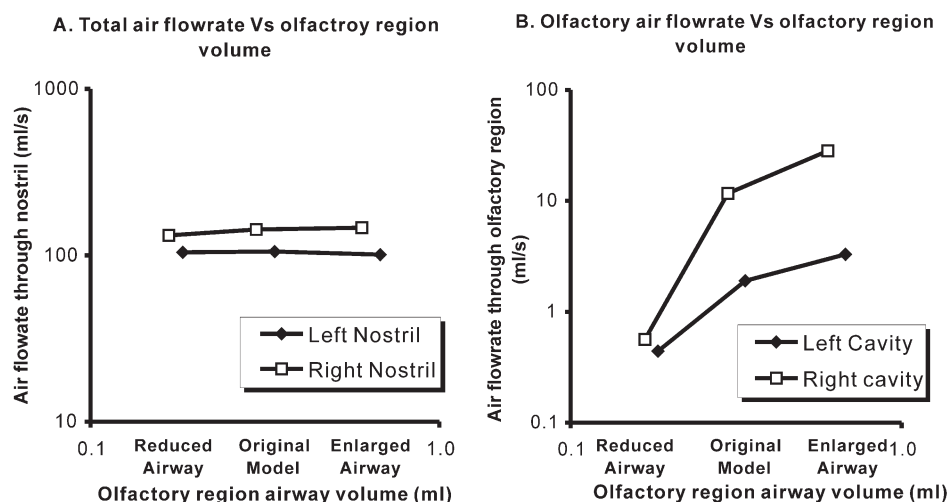 A. Total air flowrate Vs olfactroy region
volume
1000
100
10
Air flowate through nostril (ml/s)
Left Nostril
Right Nostril
0.1
Reduced
Airway
Original
Model
Enlarged
Airway
1.0
Olfactory region airway volume (ml)
B. Olfactory air flowrate Vs olfactory region
volume
100
10
1
0.1
Air flowrate through olfactory region
(ml/s)
Left Cavity
Right cavity
0.1
Reduced
Airway
Original
Model
Enlarged
Airway
1.0
Olfactory region airway volume (ml)